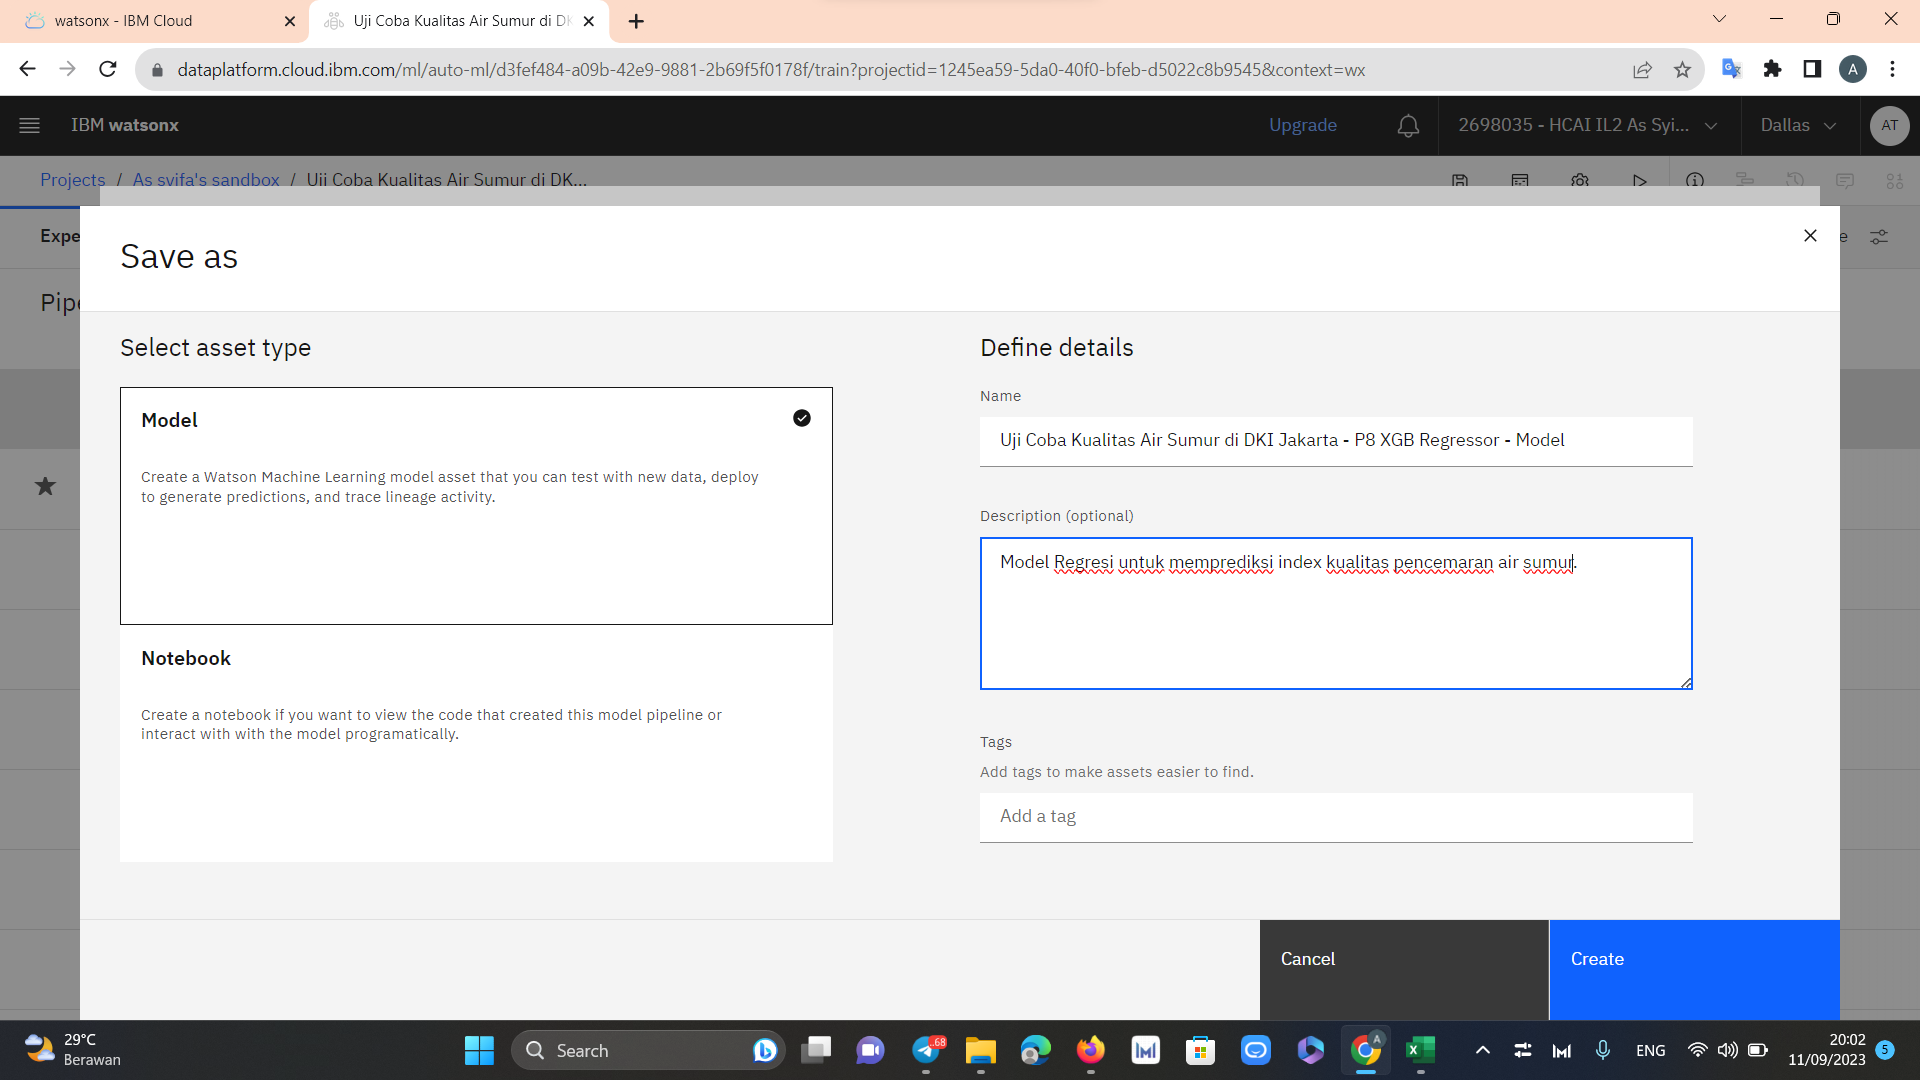 watsonx - IBM Cloud
Uji Coba Kualitas Air Sumur di DK
dataplatform.cloud.ibm.com/ml/auto-ml/d3fef484-a09b-42e9-9881-2b69f5f0178f/train?projectid=1245ea59-5da0-40f0-bfeb-d5022c8b9545&context=wx
A
IBM watsonx
Upgrade
2698035 - HCAI IL2 As Syi...
Dallas
AT
Projects / As syifa's sandbox / Uji Coba Kualitas Air Sumur di DK...
Expe
e
Save as
Pipe
Select asset type
Define details
Model
Create a Watson Machine Learning model asset that you can test with new data, deploy
to generate predictions, and trace lineage activity.
Notebook
Create a notebook if you want to view the code that created this model pipeline or
interact with with the model programatically.
Name
Uji Coba Kualitas Air Sumur di DKI Jakarta - P8 XGB Regressor - Model
Description (optional)
Model Regresi untuk memprediksi index kualitas pencemaran air sumur.
Tags
Add tags to make assets easier to find.
Add a tag
Cancel
Create
29°C
Berawan
Search
..68
A
ENG
20:02
11/09/2023
5